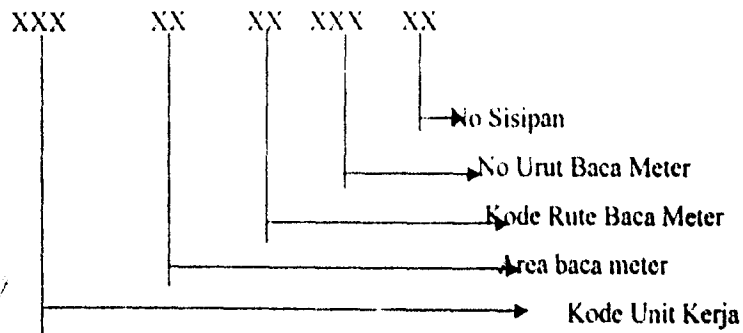 XXX XX XX XXX XX
No Sisipan
No Urut Baca Meter
Kode Rute Baca Meter
Area baca meter
Kode Unit Kerja